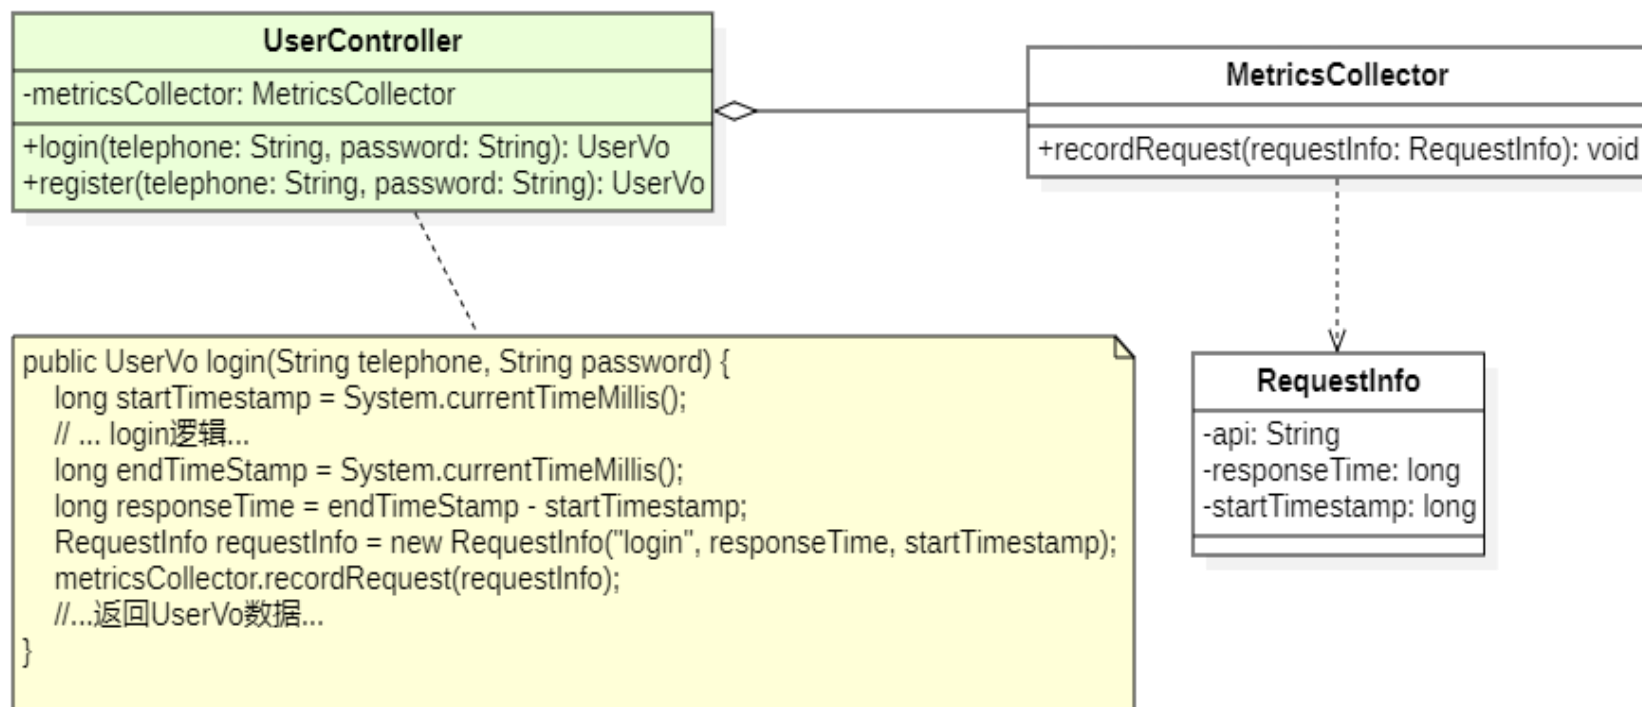 UserController
-metricsCollector: MetricsCollector
+login(telephone: String, password: String): UserVo
+register(telephone: String, password: String): UserVo
MetricsCollector
+recordRequest(requestInfo: RequestInfo): void
public UserVo login(String telephone, String password) {
long startTimestamp = System.currentTimeMillis();
// ... login逻辑...
long endTimeStamp = System.currentTimeMillis();
long responseTime = endTimeStamp - startTimestamp;
RequestInfo requestInfo = new RequestInfo("login", responseTime, startTimestamp);
metricsCollector.recordRequest(requestInfo);
//...返回UserVo数据...
}
RequestInfo
-api: String
-responseTime: long
-startTimestamp: long